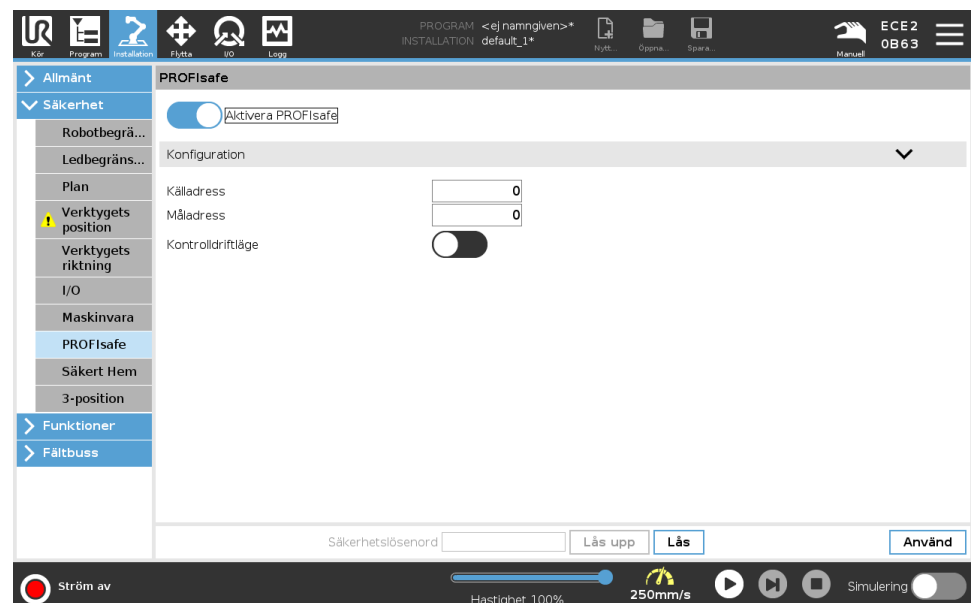 UR
Kör
Program
Installation
Flytta
I/O
Logg
PROGRAM <ej namngiven>*
INSTALLATION default_1*
Nytt...
Öppna...
Spara...
Manuell
ECE2
0B63
Allmänt
Säkerhet
Robotbegrä...
Ledbegräns...
Plan
Verktygets
position
Verktygets
riktning
I/O
Maskinvara
PROFIsafe
Säkert Hem
3-position
Funktioner
Fältbuss
PROFIsafe
Aktivera PROFIsafe
Konfiguration
Källadress 0
Måladress 0
Kontrolldriftläge
Säkerhetslösenord
Lås upp
Lås
Använd
Ström av
Hastighet 100%
250mm/s
Simulering